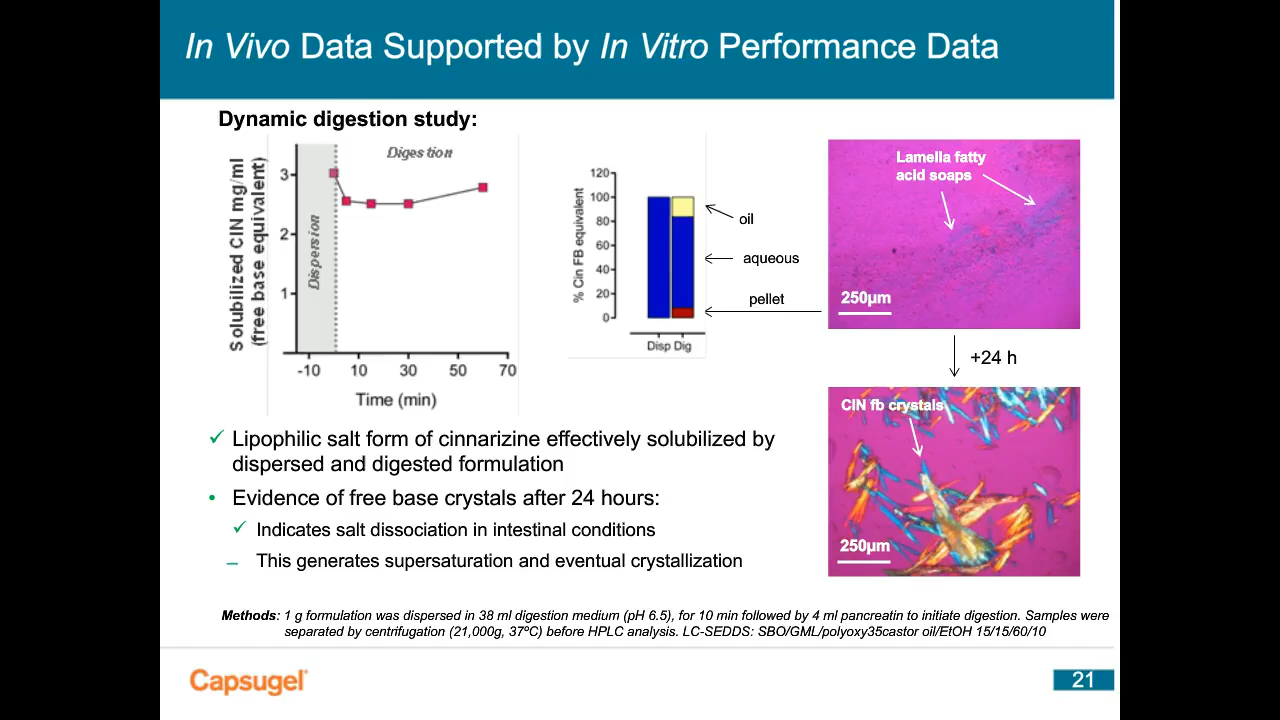 In Vivo Data Supported by In Vitro Performance Data
Dynamic digestion study:
Solubilized CIN mg/ml
(free base equivalent)
3
2
1
Dispersion
Digestion
-10
10
30
50
70
Time (min)
% Cin FB equivalent
120
100
80
60
40
20
0
Disp Dig
oil
aqueous
pellet
Lamella fatty
acid soaps
250µm
+24 h
CIN fb crystals
250µm
✓ Lipophilic salt form of cinnarizine effectively solubilized by
dispersed and digested formulation
• Evidence of free base crystals after 24 hours:
✓ Indicates salt dissociation in intestinal conditions
– This generates supersaturation and eventual crystallization
Methods: 1 g formulation was dispersed in 38 ml digestion medium (pH 6.5), for 10 min followed by 4 ml pancreatin to initiate digestion. Samples were
separated by centrifugation (21,000g, 37ºC) before HPLC analysis. LC-SEDDS: SBO/GML/polyoxy35castor oil/EtOH 15/15/60/10
Capsugel
21